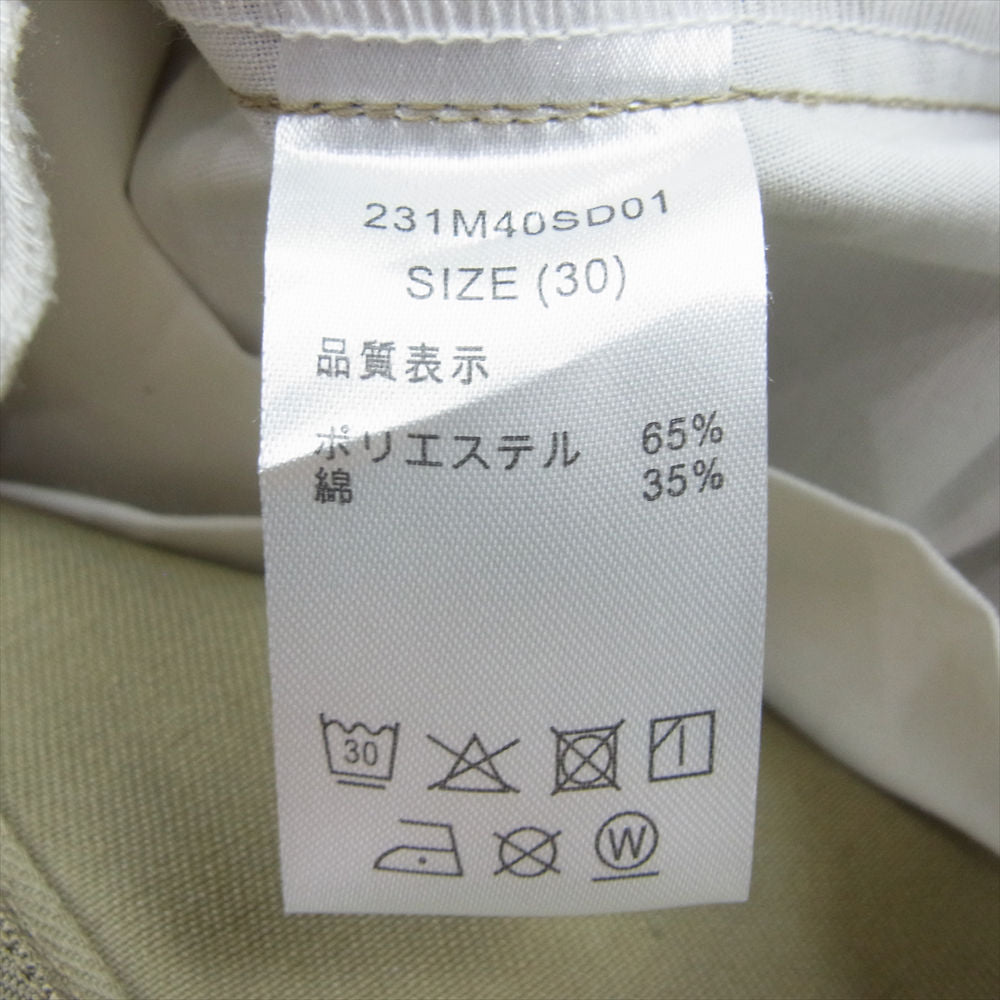 231M40SD01
SIZE (30)
品質表示
ポリエステル 65%
綿 35%
30
W